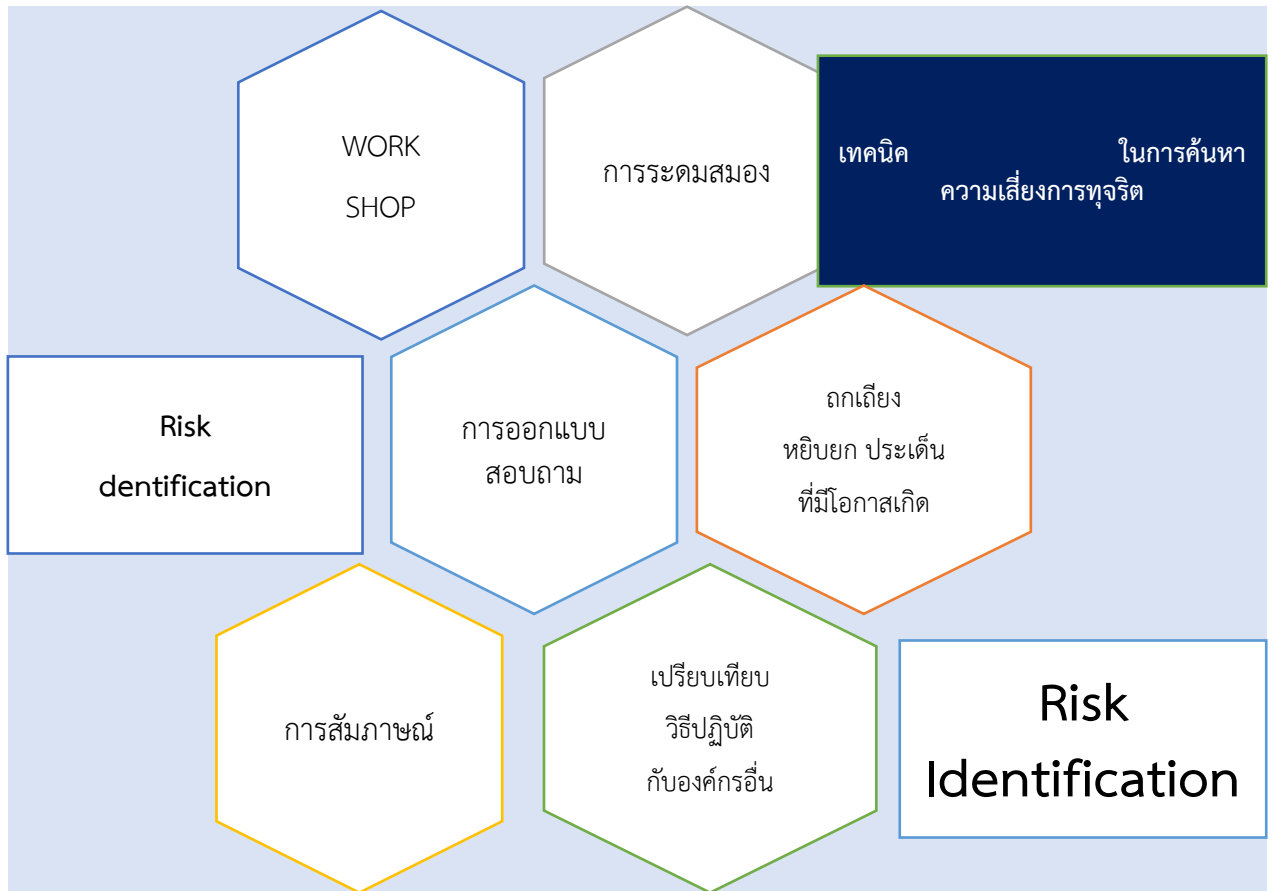 WORK
SHOP
การระดมสมอง
เทคนิค ในการค้นหา
ความเสี่ยงการทุจริต
Risk
dentification
การออกแบบ
สอบถาม
ถกเถียง
หยิบยก ประเด็น
ที่มีโอกาสเกิด
การสัมภาษณ์
เปรียบเทียบ
วิธีปฏิบัติ
กับองค์กรอื่น
Risk
Identification